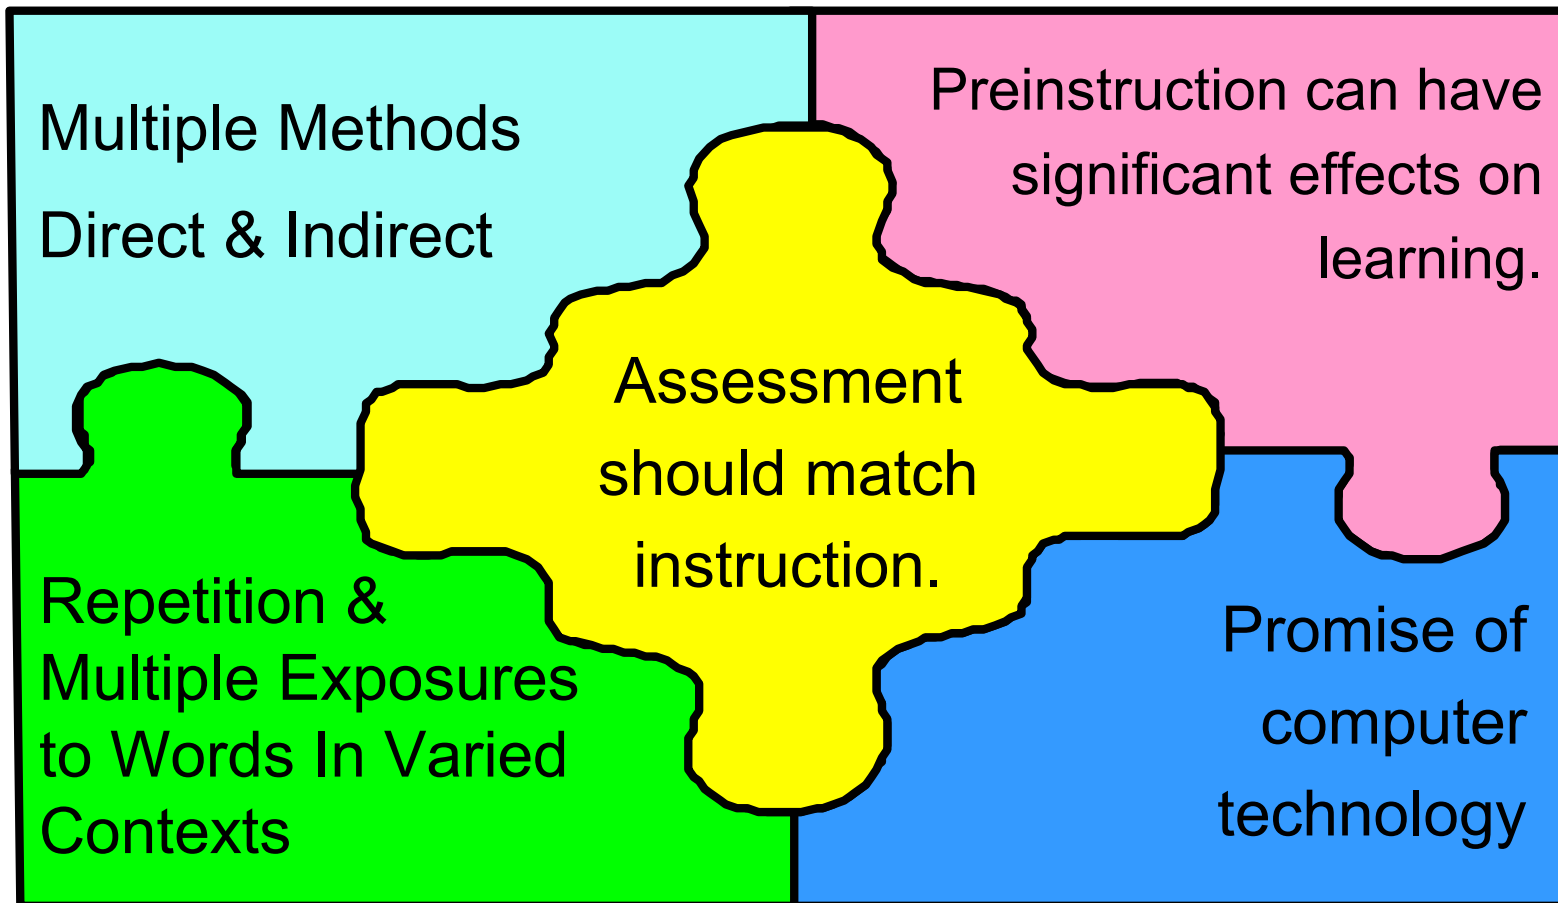 Multiple Methods
Direct & Indirect
Preinstruction can have
significant effects on
learning.
Assessment
should match
instruction.
Repetition &
Multiple Exposures
to Words In Varied
Contexts
Promise of
computer
technology